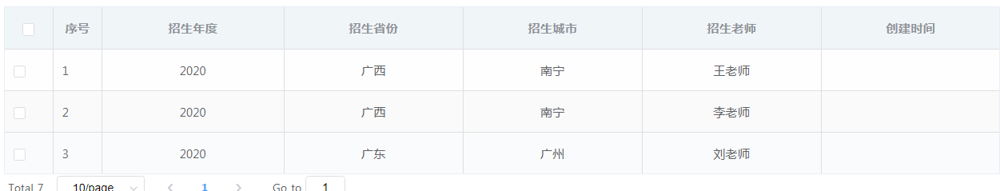 序号 招生年度 招生省份 招生城市 招生老师 创建时间
1 2020 广西 南宁 王老师
2 2020 广西 南宁 李老师
3 2020 广东 广州 刘老师
Total 7 10/page 1 Go to 1